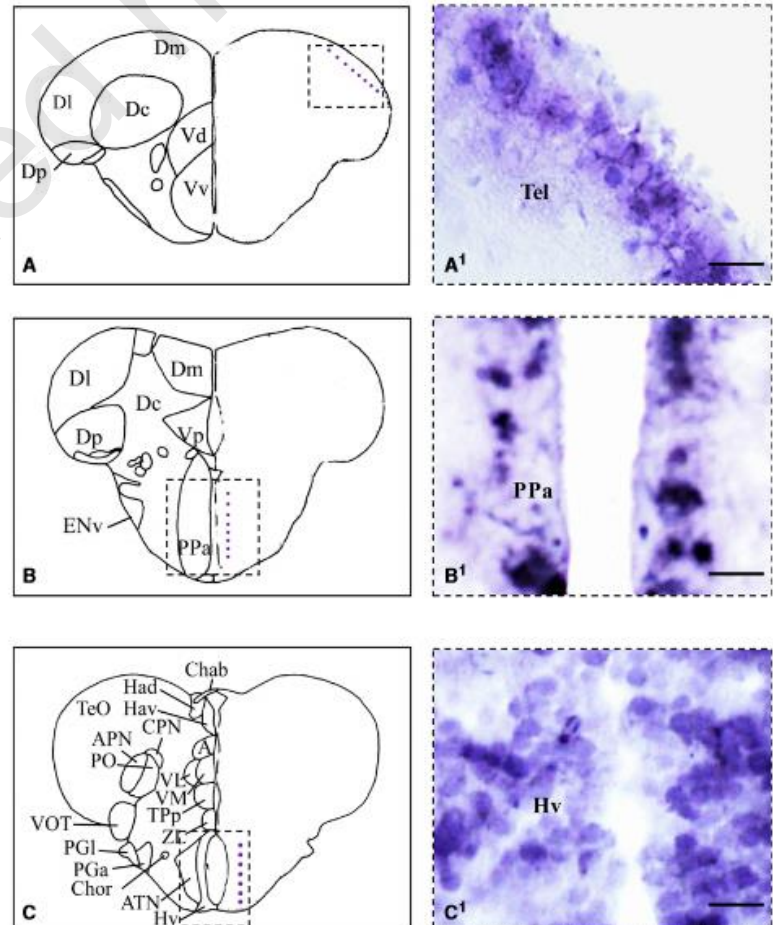 Dm
Dl
Dc
Vd
Dp
Vv
A
Tel
A1
Dl
Dm
Dc
Dp
Vp
ENv
PPa
B
PPa
B1
Chab
Had
TeO
Hav
CPN
APN
A
PO
VL
VM
VOT
TPp
PGl
PGa
Chor
ATN
Hv
C
Hv
C1